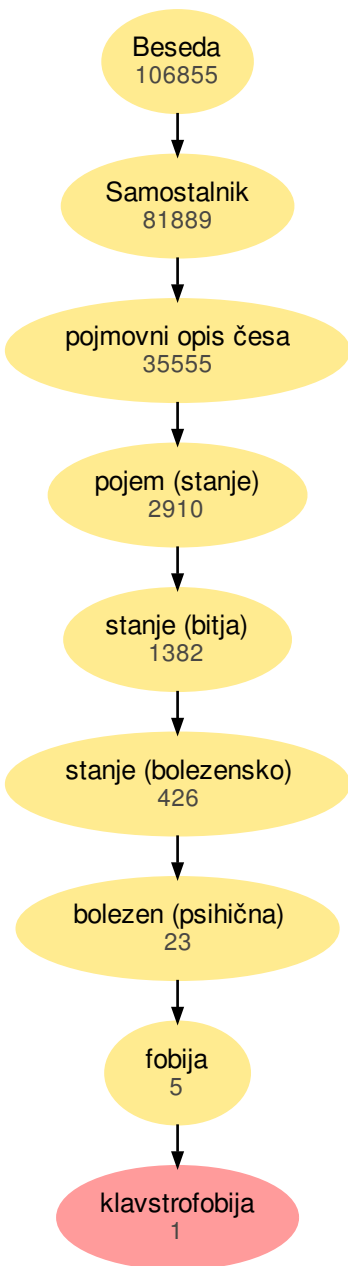 Beseda
106855
Samostalnik
81889
pojmovni opis česa
35555
pojem (stanje)
2910
stanje (bitja)
1382
stanje (bolezensko)
426
bolezen (psihična)
23
fobija
5
klavstrofobija
1